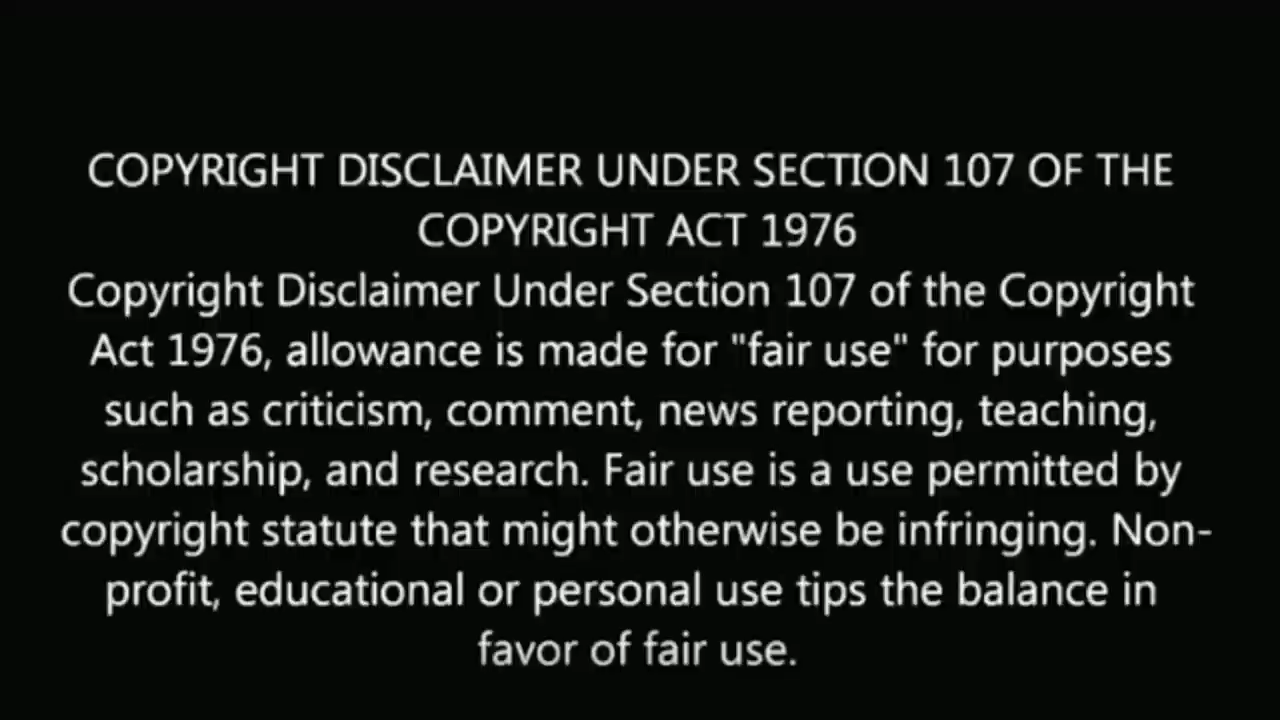 COPYRIGHT DISCLAIMER UNDER SECTION 107 OF THE
COPYRIGHT ACT 1976
Copyright Disclaimer Under Section 107 of the Copyright
Act 1976, allowance is made for "fair use" for purposes
such as criticism, comment, news reporting, teaching,
scholarship, and research. Fair use is a use permitted by
copyright statute that might otherwise be infringing. Non-
profit, educational or personal use tips the balance in
favor of fair use.